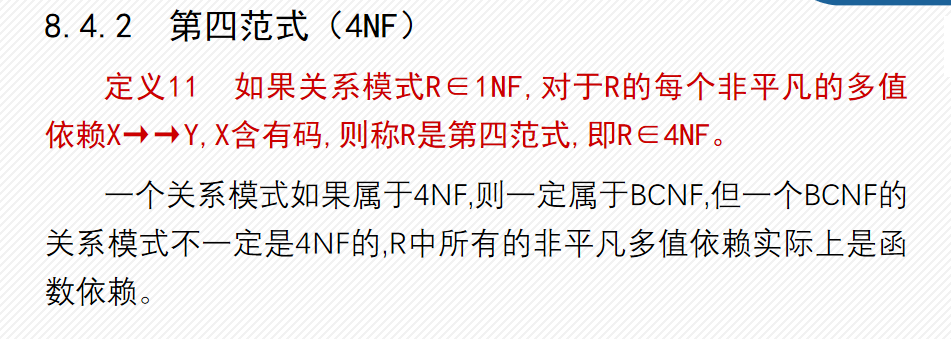 8.4.2 第四范式（4NF）
定义11 如果关系模式R∈1NF,对于R的每个非平凡的多值
依赖X→→Y,X含有码,则称R是第四范式,即R∈4NF。
一个关系模式如果属于4NF,则一定属于BCNF,但一个BCNF的
关系模式不一定是4NF的,R中所有的非平凡多值依赖实际上是函
数依赖。